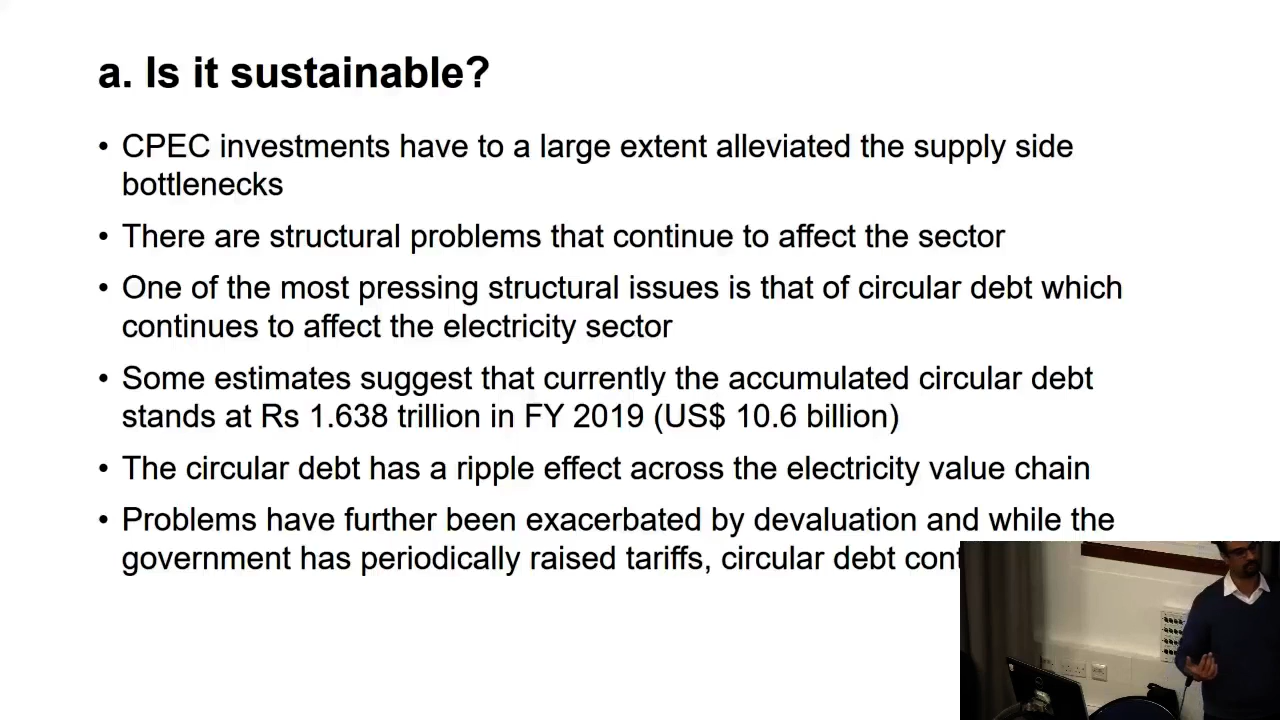 a. Is it sustainable?
• CPEC investments have to a large extent alleviated the supply side
bottlenecks
• There are structural problems that continue to affect the sector
• One of the most pressing structural issues is that of circular debt which
continues to affect the electricity sector
• Some estimates suggest that currently the accumulated circular debt
stands at Rs 1.638 trillion in FY 2019 (US$ 10.6 billion)
• The circular debt has a ripple effect across the electricity value chain
• Problems have further been exacerbated by devaluation and while the
government has periodically raised tariffs, circular debt